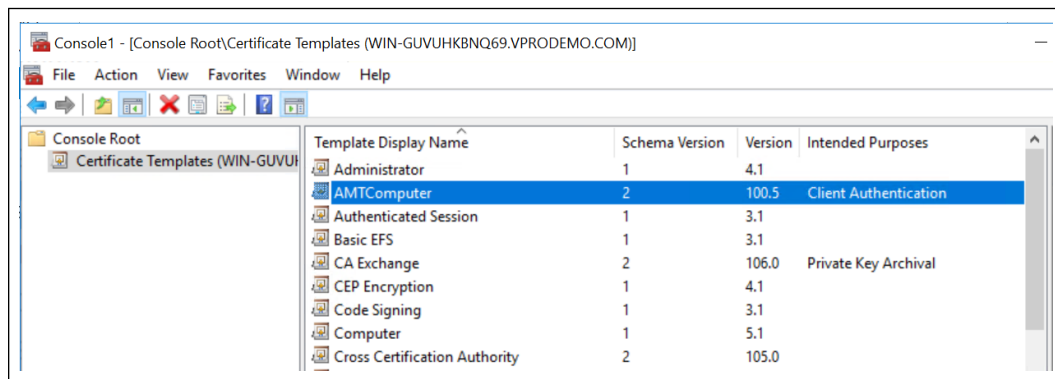 Console1 - [Console Root\Certificate Templates (WIN-GUVUHKBNQ69.VPRODEMO.COM)]
File Action View Favorites Window Help
Console Root
Certificate Templates (WIN-GUVUH
Template Display Name Schema Version Version Intended Purposes
Administrator 1 4.1
AMTComputer 2 100.5 Client Authentication
Authenticated Session 1 3.1
Basic EFS 1 3.1
CA Exchange 2 106.0 Private Key Archival
CEP Encryption 1 4.1
Code Signing 1 3.1
Computer 1 5.1
Cross Certification Authority 2 105.0